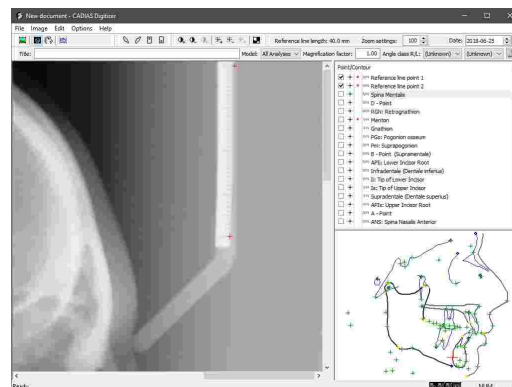 New document - CADIAS Digitizer
File Image Edit Options Help
Reference line length: 40.0 mm Zoom settings: 100 Date: 2018-06-25
Title: Model: All Analyses Magnification factor: 1.00 Angle class R/L: (Unknown) (Unknown)
Point/Contour
Reference line point 1
Reference line point 2
Spina Mentalis
D - Point
RGN: Retrognathion
Menton
Gnathion
PGo: Pogonion osseum
Pm: Suprapogonion
B - Point (Supramentale)
APIi: Lower Incisor Root
Infradentale (Dentale inferius)
Ii: Tip of Lower Incisor
Is: Tip of Upper Incisor
Supradentale (Dentale superius)
APIs: Upper Incisor Root
A - Point
ANS: Spina Nasalis Anterior
Ready
NUM